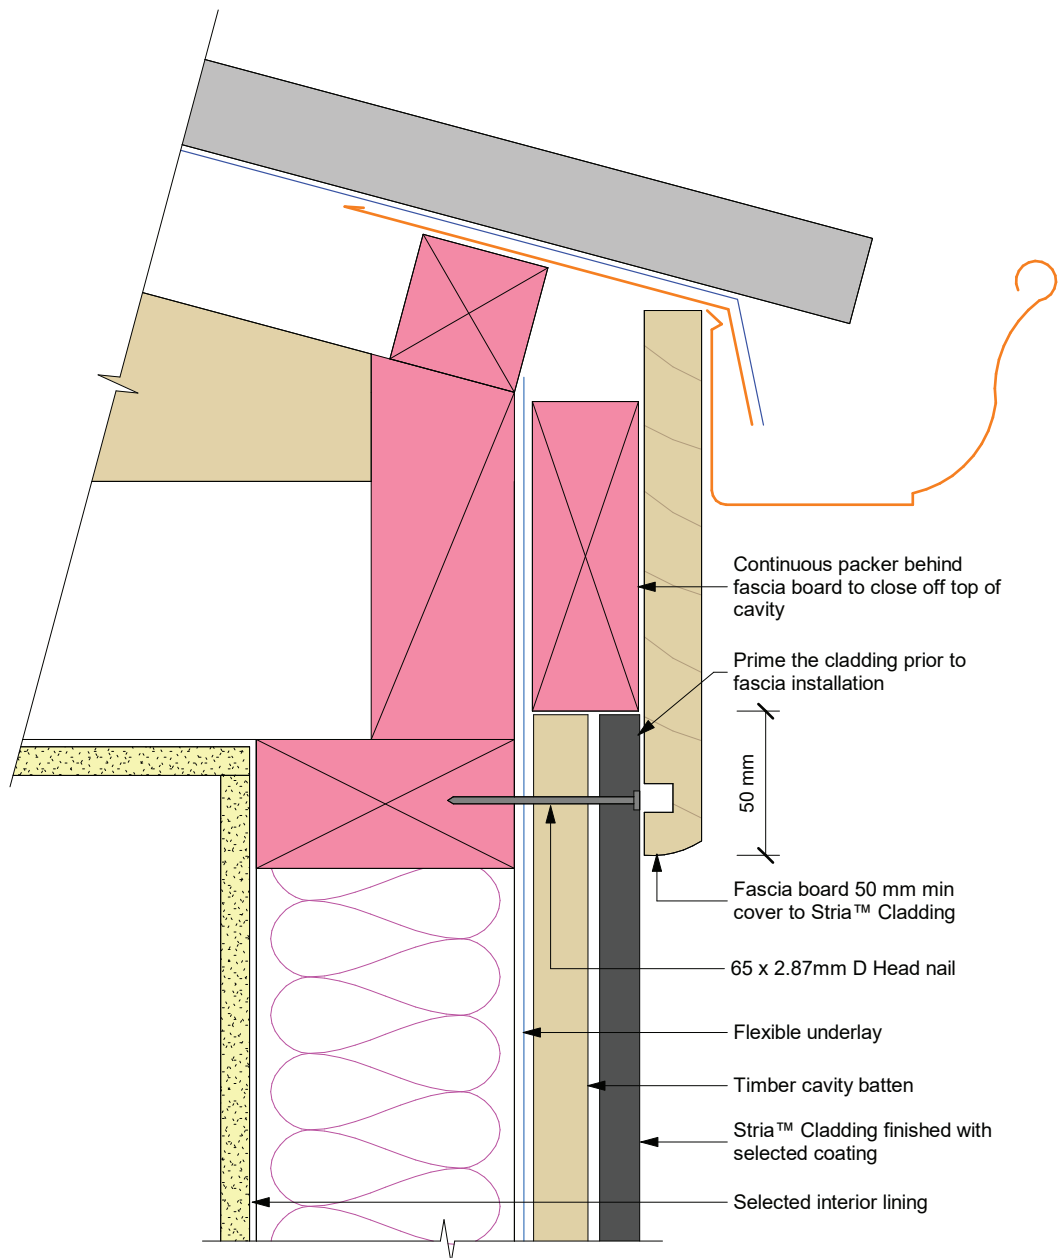 Continuous packer behind
fascia board to close off top of
cavity
Prime the cladding prior to
fascia installation
50 mm
Fascia board 50 mm min
cover to Stria™ Cladding
65 x 2.87mm D Head nail
Flexible underlay
Timber cavity batten
Stria™ Cladding finished with
selected coating
Selected interior lining